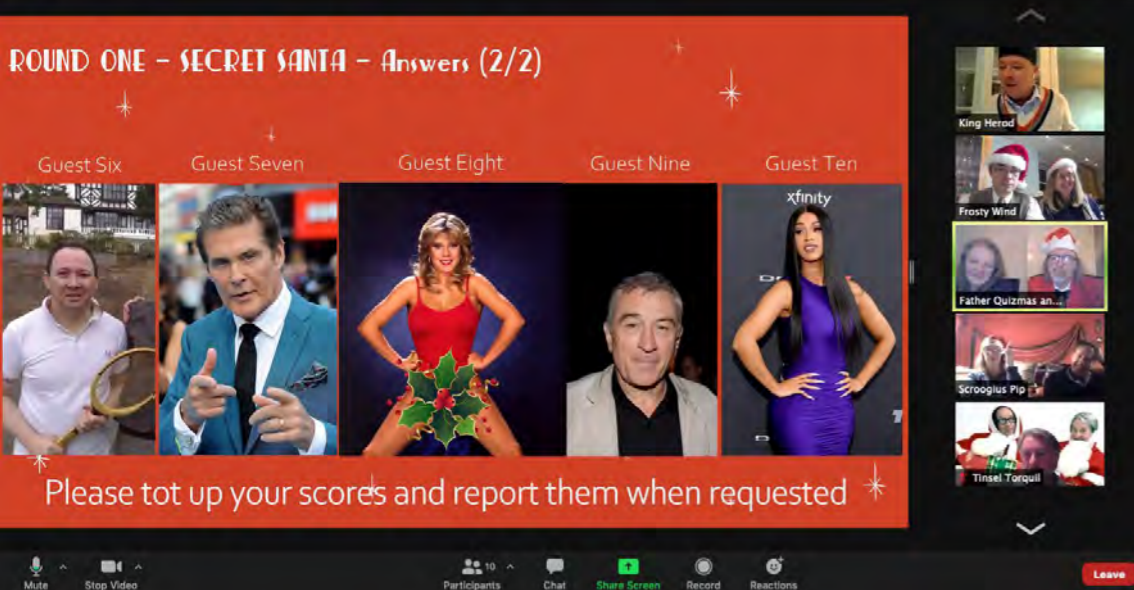 ROUND ONE – SECRET SANTA – Answers (2/2)
Guest Six
Guest Seven
Guest Eight
Guest Nine
Guest Ten
xfinity
Please tot up your scores and report them when requested
King Herod
Frosty Wind
Father Quizmas an...
Scroogius Pip
Tinsel Torquil
Mute
Stop Video
Participants
10
Chat
Share Screen
Record
Reactions
Leave